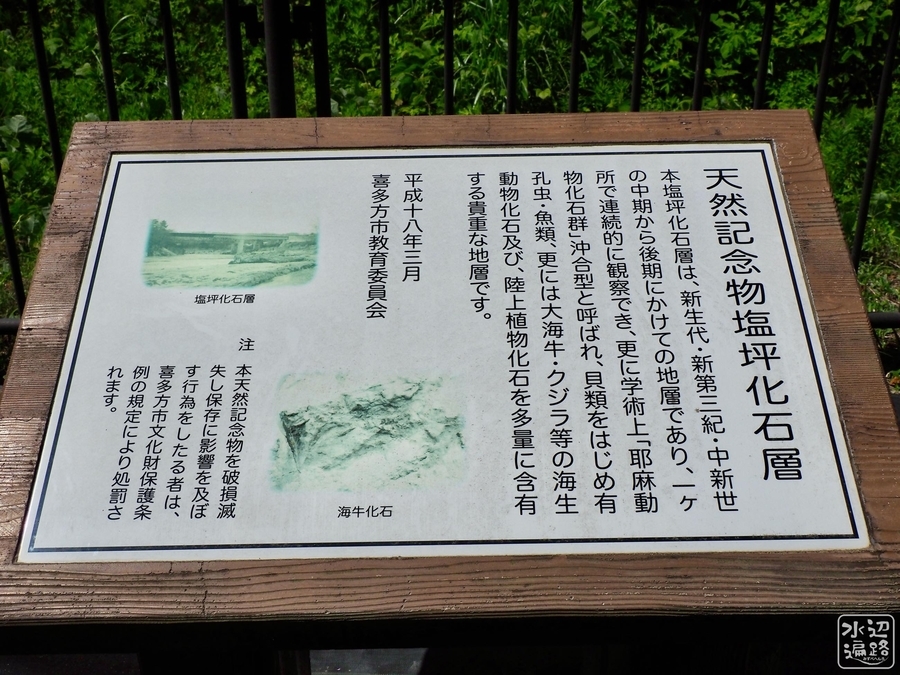 天然記念物塩坪化石層
本塩坪化石層は、新生代・新第三紀・中新世
の中期から後期にかけての地層であり、一ヶ
所で連続的に観察でき、更に学術上「耶麻動
物化石群」沖合型と呼ばれ、貝類をはじめ有
孔虫・魚類、更には大海牛・クジラ等の海生
動物化石及び、陸上植物化石を多量に含有
する貴重な地層です。
平成十八年三月
喜多方市教育委員会
塩坪化石層
海牛化石
注
本天然記念物を破損滅
失し保存に影響を及ぼ
す行為をしたる者は、
喜多方市文化財保護条
例の規定により処罰さ
れます。
水辺
遍路
みずべへんろ